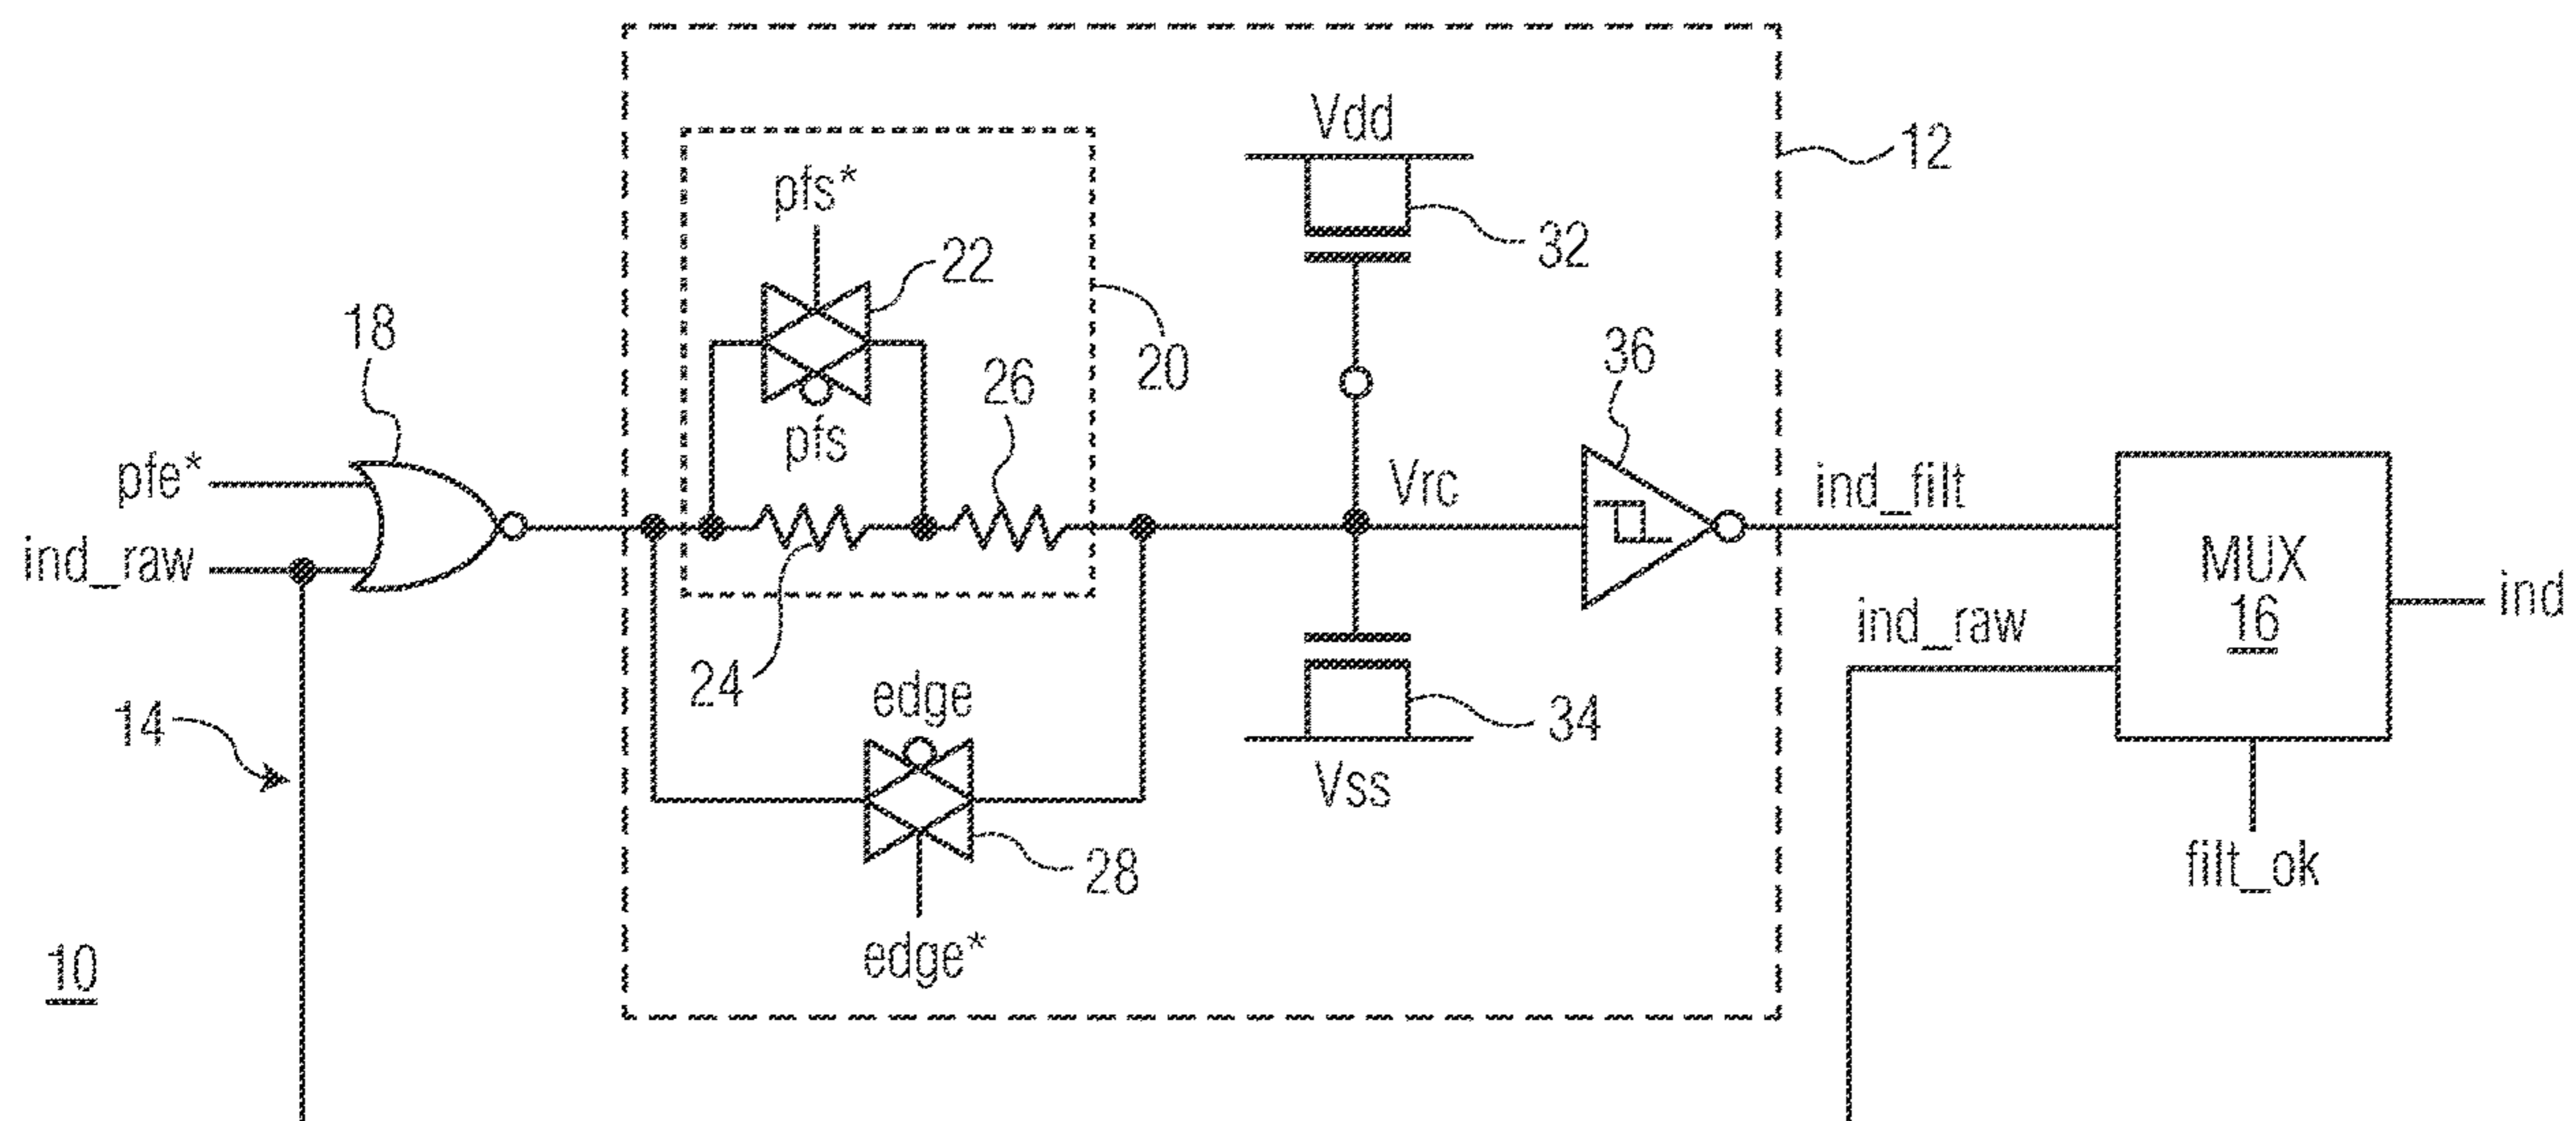 Vdd
12
pfs*
22
32
18
20
36
26
pfs
pfe*
Vrc
ind_filt
ind_raw
MUX
16
ind
ind_raw
24
edge
34
14
Vss
28
filt_ok
edge*
10